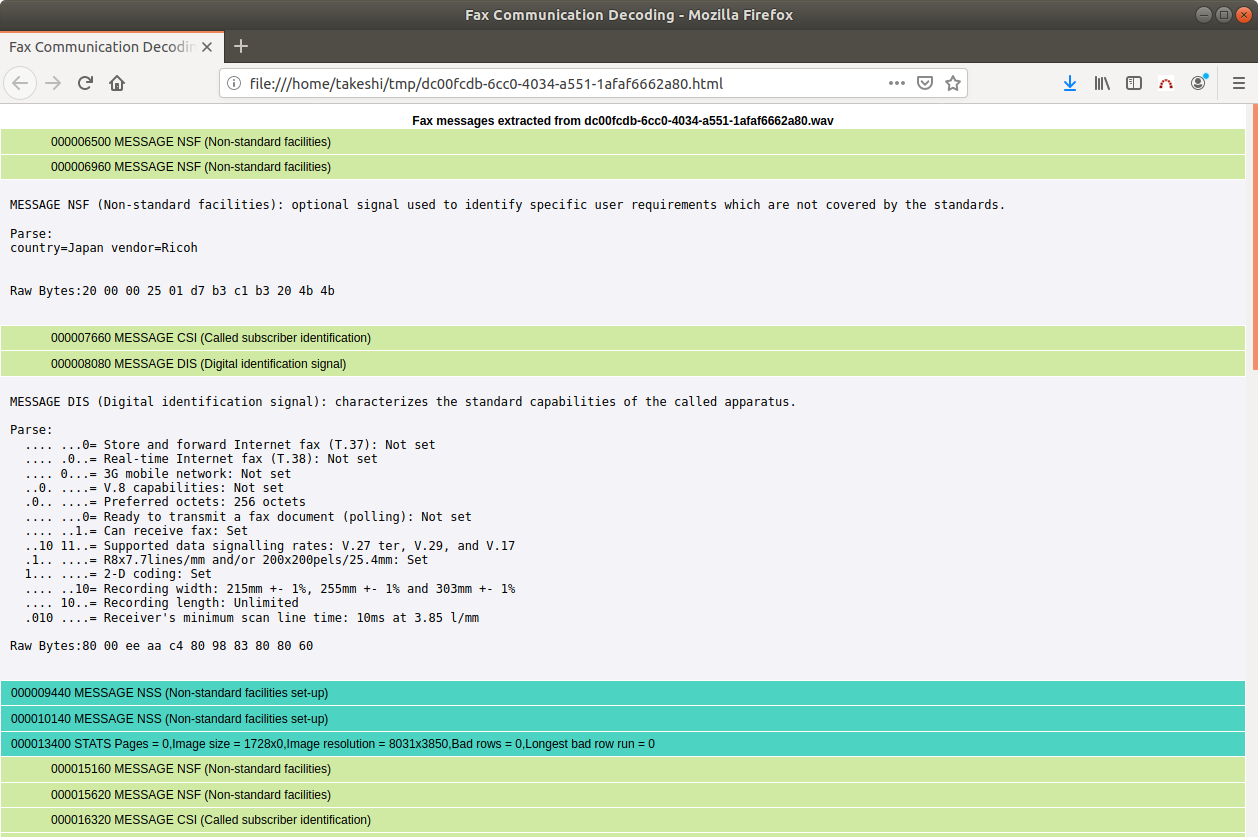 Fax Communication Decoding - Mozilla Firefox
Fax Communication Decodin
file:///home/takeshi/tmp/dc00fcdb-6cc0-4034-a551-1afaf6662a80.html
Fax messages extracted from dc00fcdb-6cc0-4034-a551-1afaf6662a80.wav
000006500 MESSAGE NSF (Non-standard facilities)
000006960 MESSAGE NSF (Non-standard facilities)
MESSAGE NSF (Non-standard facilities): optional signal used to identify specific user requirements which are not covered by the standards.
Parse:
country=Japan vendor=Ricoh
Raw Bytes:20 00 00 25 01 d7 b3 c1 b3 20 4b 4b
000007660 MESSAGE CSI (Called subscriber identification)
000008080 MESSAGE DIS (Digital identification signal)
MESSAGE DIS (Digital identification signal): characterizes the standard capabilities of the called apparatus.
Parse:
.... ...0= Store and forward Internet fax (T.37): Not set
.... .0..= Real-time Internet fax (T.38): Not set
.... 0...= 3G mobile network: Not set
..0. ....= V.8 capabilities: Not set
.0.. ....= Preferred octets: 256 octets
.... ...0= Ready to transmit a fax document (polling): Not set
.... ..1.= Can receive fax: Set
..10 11..= Supported data signalling rates: V.27 ter, V.29, and V.17
.1.. ....= R8x7.7lines/mm and/or 200x200pels/25.4mm: Set
1... ....= 2-D coding: Set
.... ..10= Recording width: 215mm +- 1%, 255mm +- 1% and 303mm +- 1%
.... 10..= Recording length: Unlimited
.010 ....= Receiver's minimum scan line time: 10ms at 3.85 l/mm
Raw Bytes:80 00 ee aa c4 80 98 83 80 80 60
000009440 MESSAGE NSS (Non-standard facilities set-up)
000010140 MESSAGE NSS (Non-standard facilities set-up)
000013400 STATS Pages = 0,Image size = 1728x0,Image resolution = 8031x3850,Bad rows = 0,Longest bad row run = 0
000015160 MESSAGE NSF (Non-standard facilities)
000015620 MESSAGE NSF (Non-standard facilities)
000016320 MESSAGE CSI (Called subscriber identification)